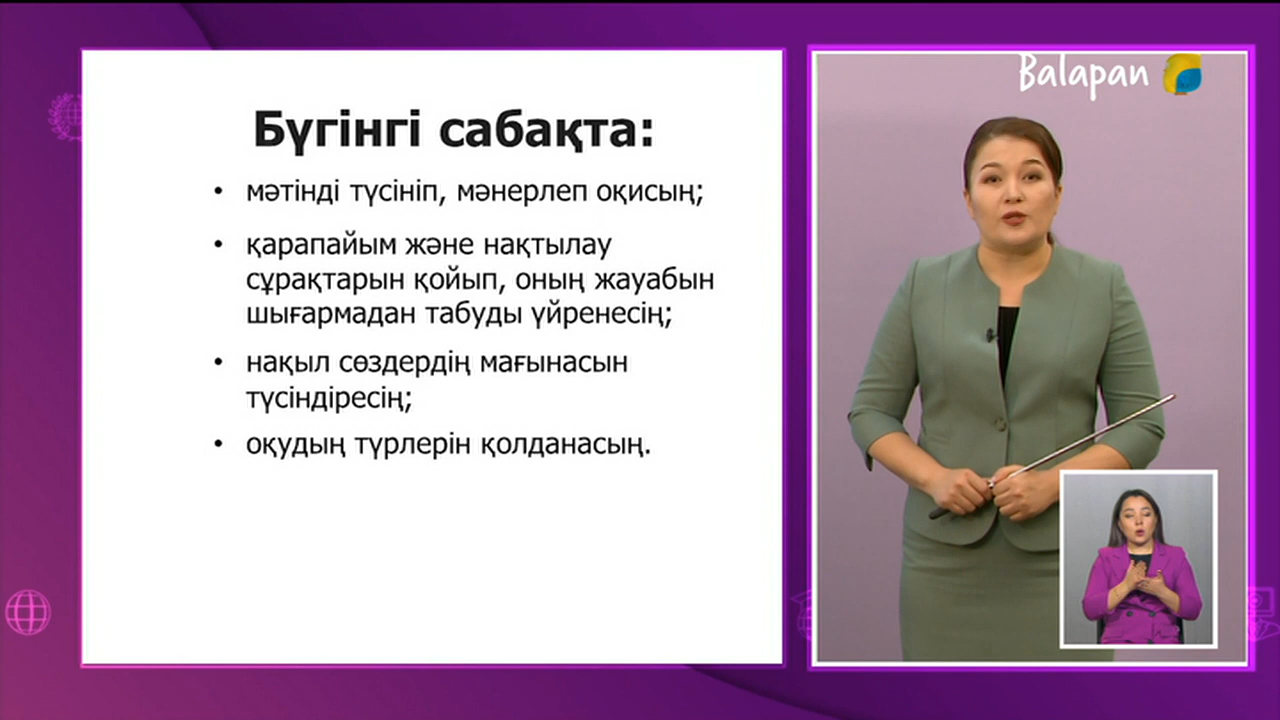 Balapan
Бүгінгі сабақта:
• мәтінді түсініп, мәнерлеп оқисың;
• қарапайым және нақтылау
сұрақтарын қойып, оның жауабын
шығармадан табуды үйренесің;
• нақыл сөздердің мағынасын
түсіндіресің;
• оқудың түрлерін қолданасың.